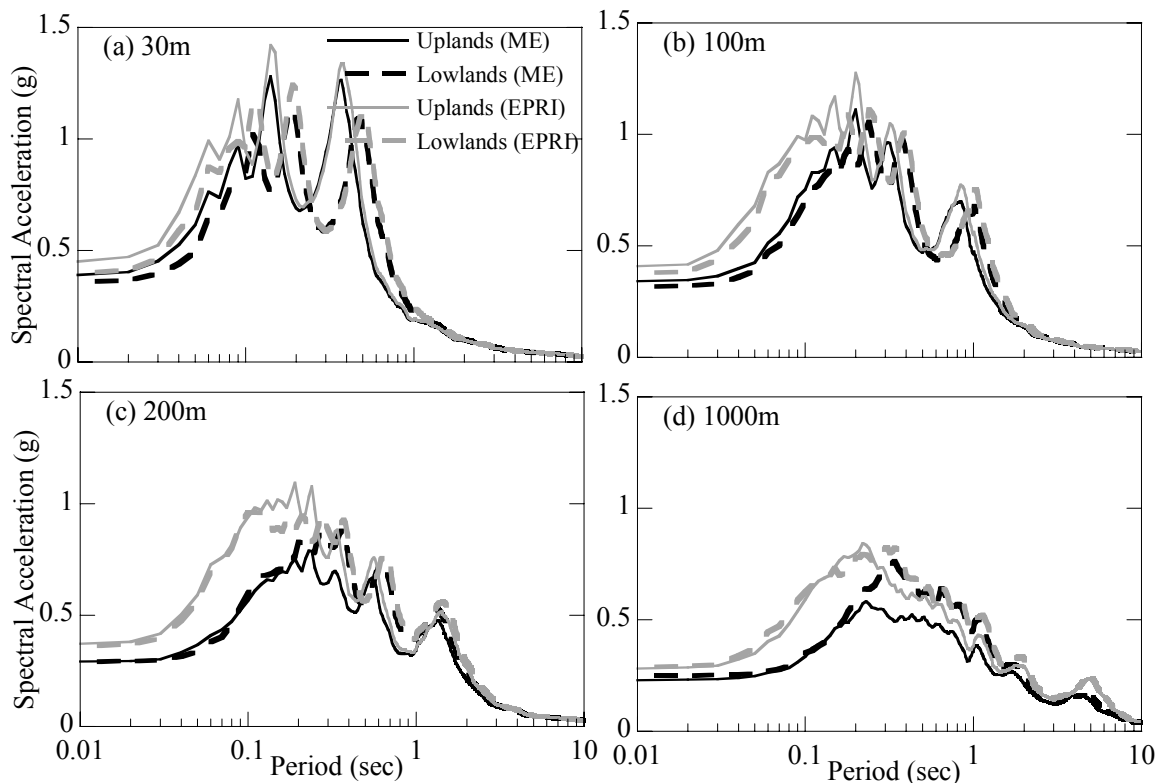 1.5
1
0.5
0
Spectral Acceleration (g)
(a) 30m
Uplands (ME)
Lowlands (ME)
Uplands (EPRI)
Lowlands (EPRI)
1.5
1
0.5
0
(b) 100m
1.5
1
0.5
0
Spectral Acceleration (g)
(c) 200m
0.01
0.1
1
10
Period (sec)
1.5
1
0.5
0
(d) 1000m
0.01
0.1
1
10
Period (sec)